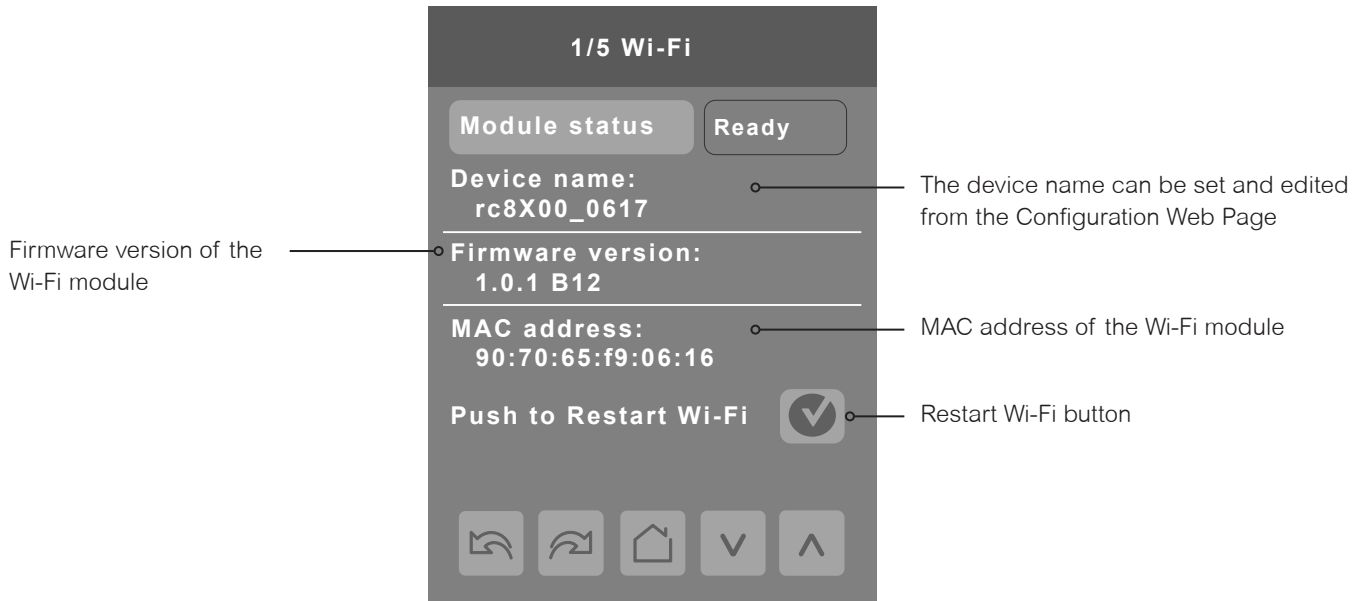 1/5 Wi-Fi
Module status
Ready
Device name:
rc8X00_0617
The device name can be set and edited
from the Configuration Web Page
Firmware version of the
Wi-Fi module
Firmware version:
1.0.1 B12
MAC address:
90:70:65:f9:06:16
MAC address of the Wi-Fi module
Push to Restart Wi-Fi
Restart Wi-Fi button